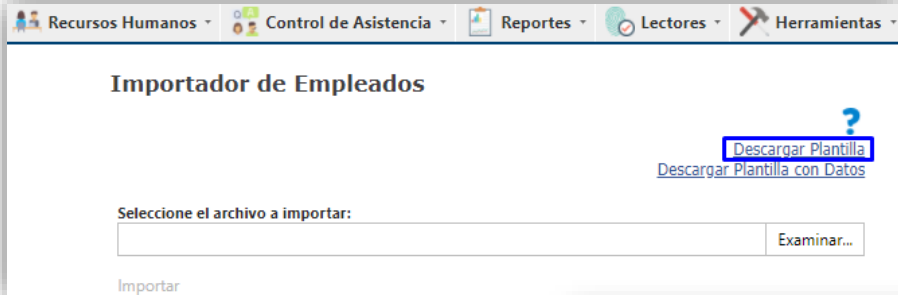 Recursos Humanos Control de Asistencia Reportes Lectores Herramientas
Importador de Empleados
?
Descargar Plantilla
Descargar Plantilla con Datos
Seleccione el archivo a importar:
Examinar...
Importar